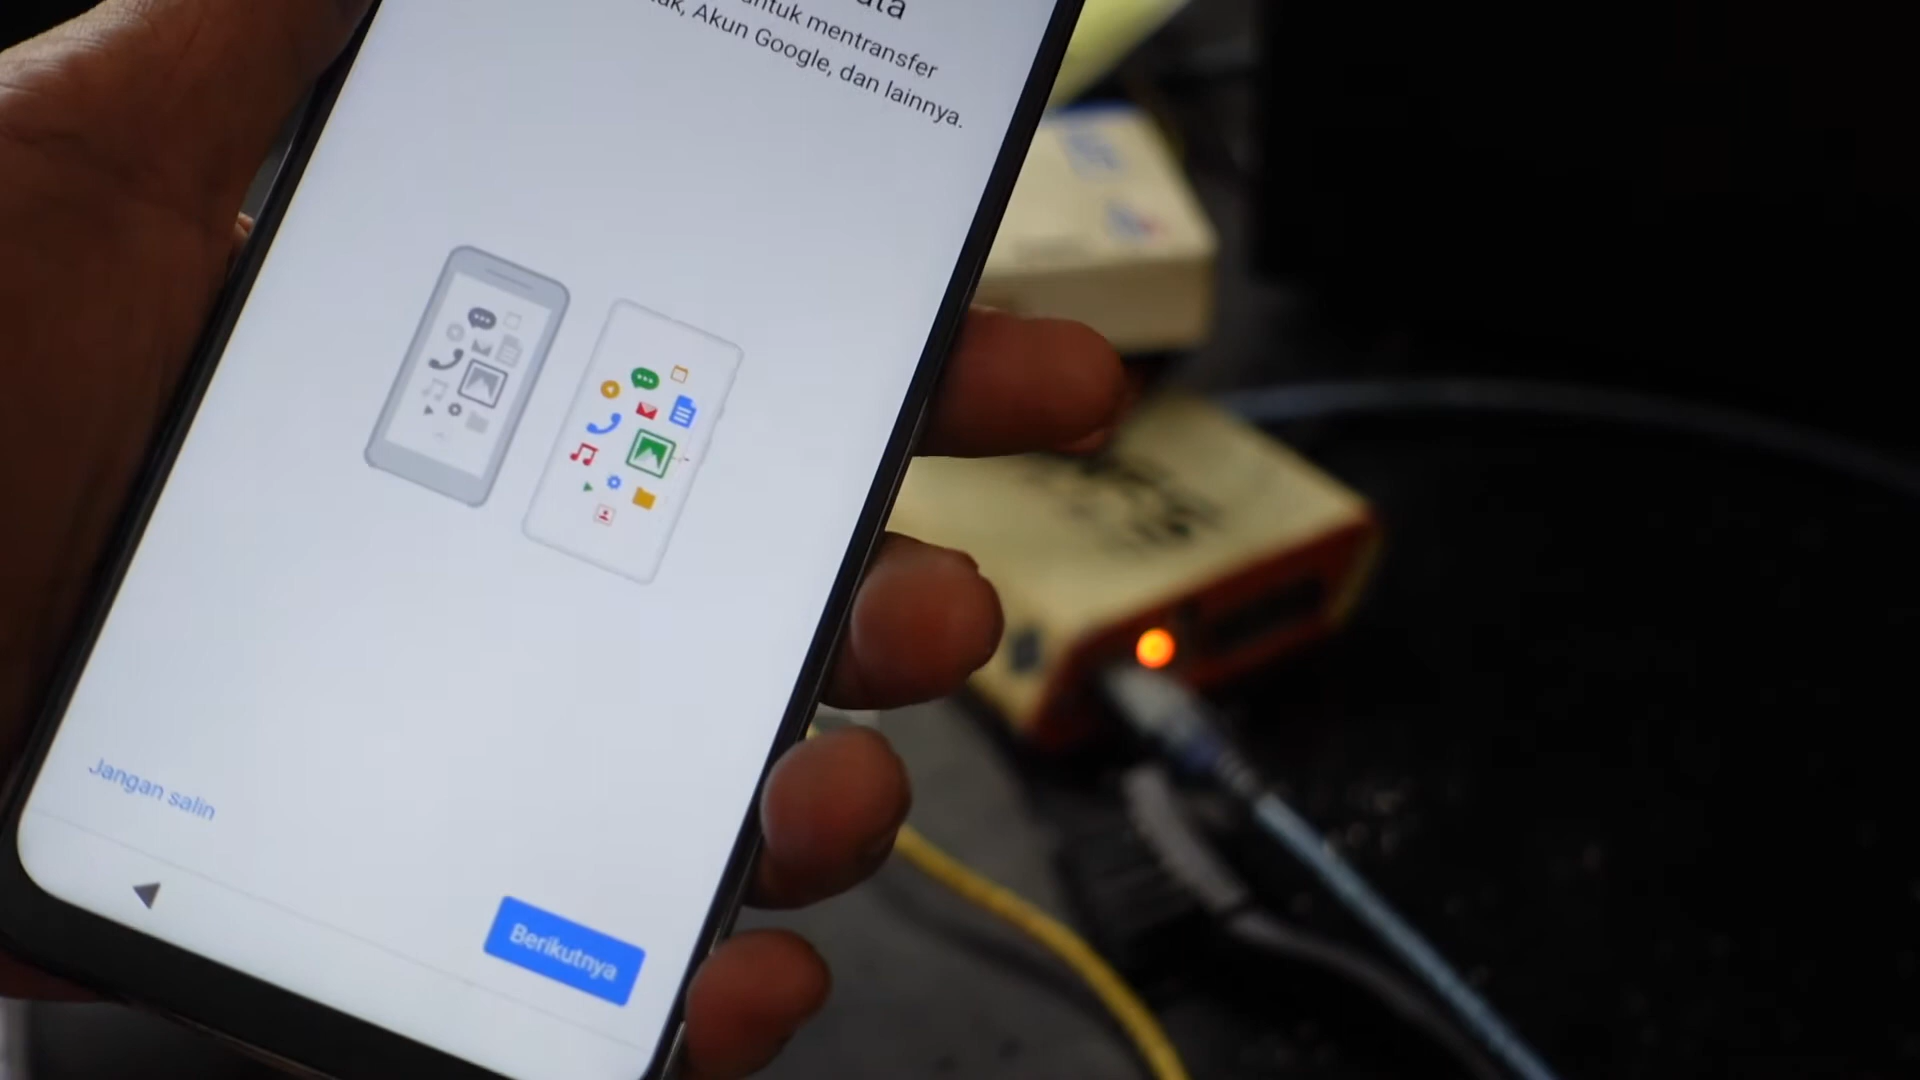 untuk mentransfer
Akun Google, dan lainnya.
Jangan salin
Berikutnya